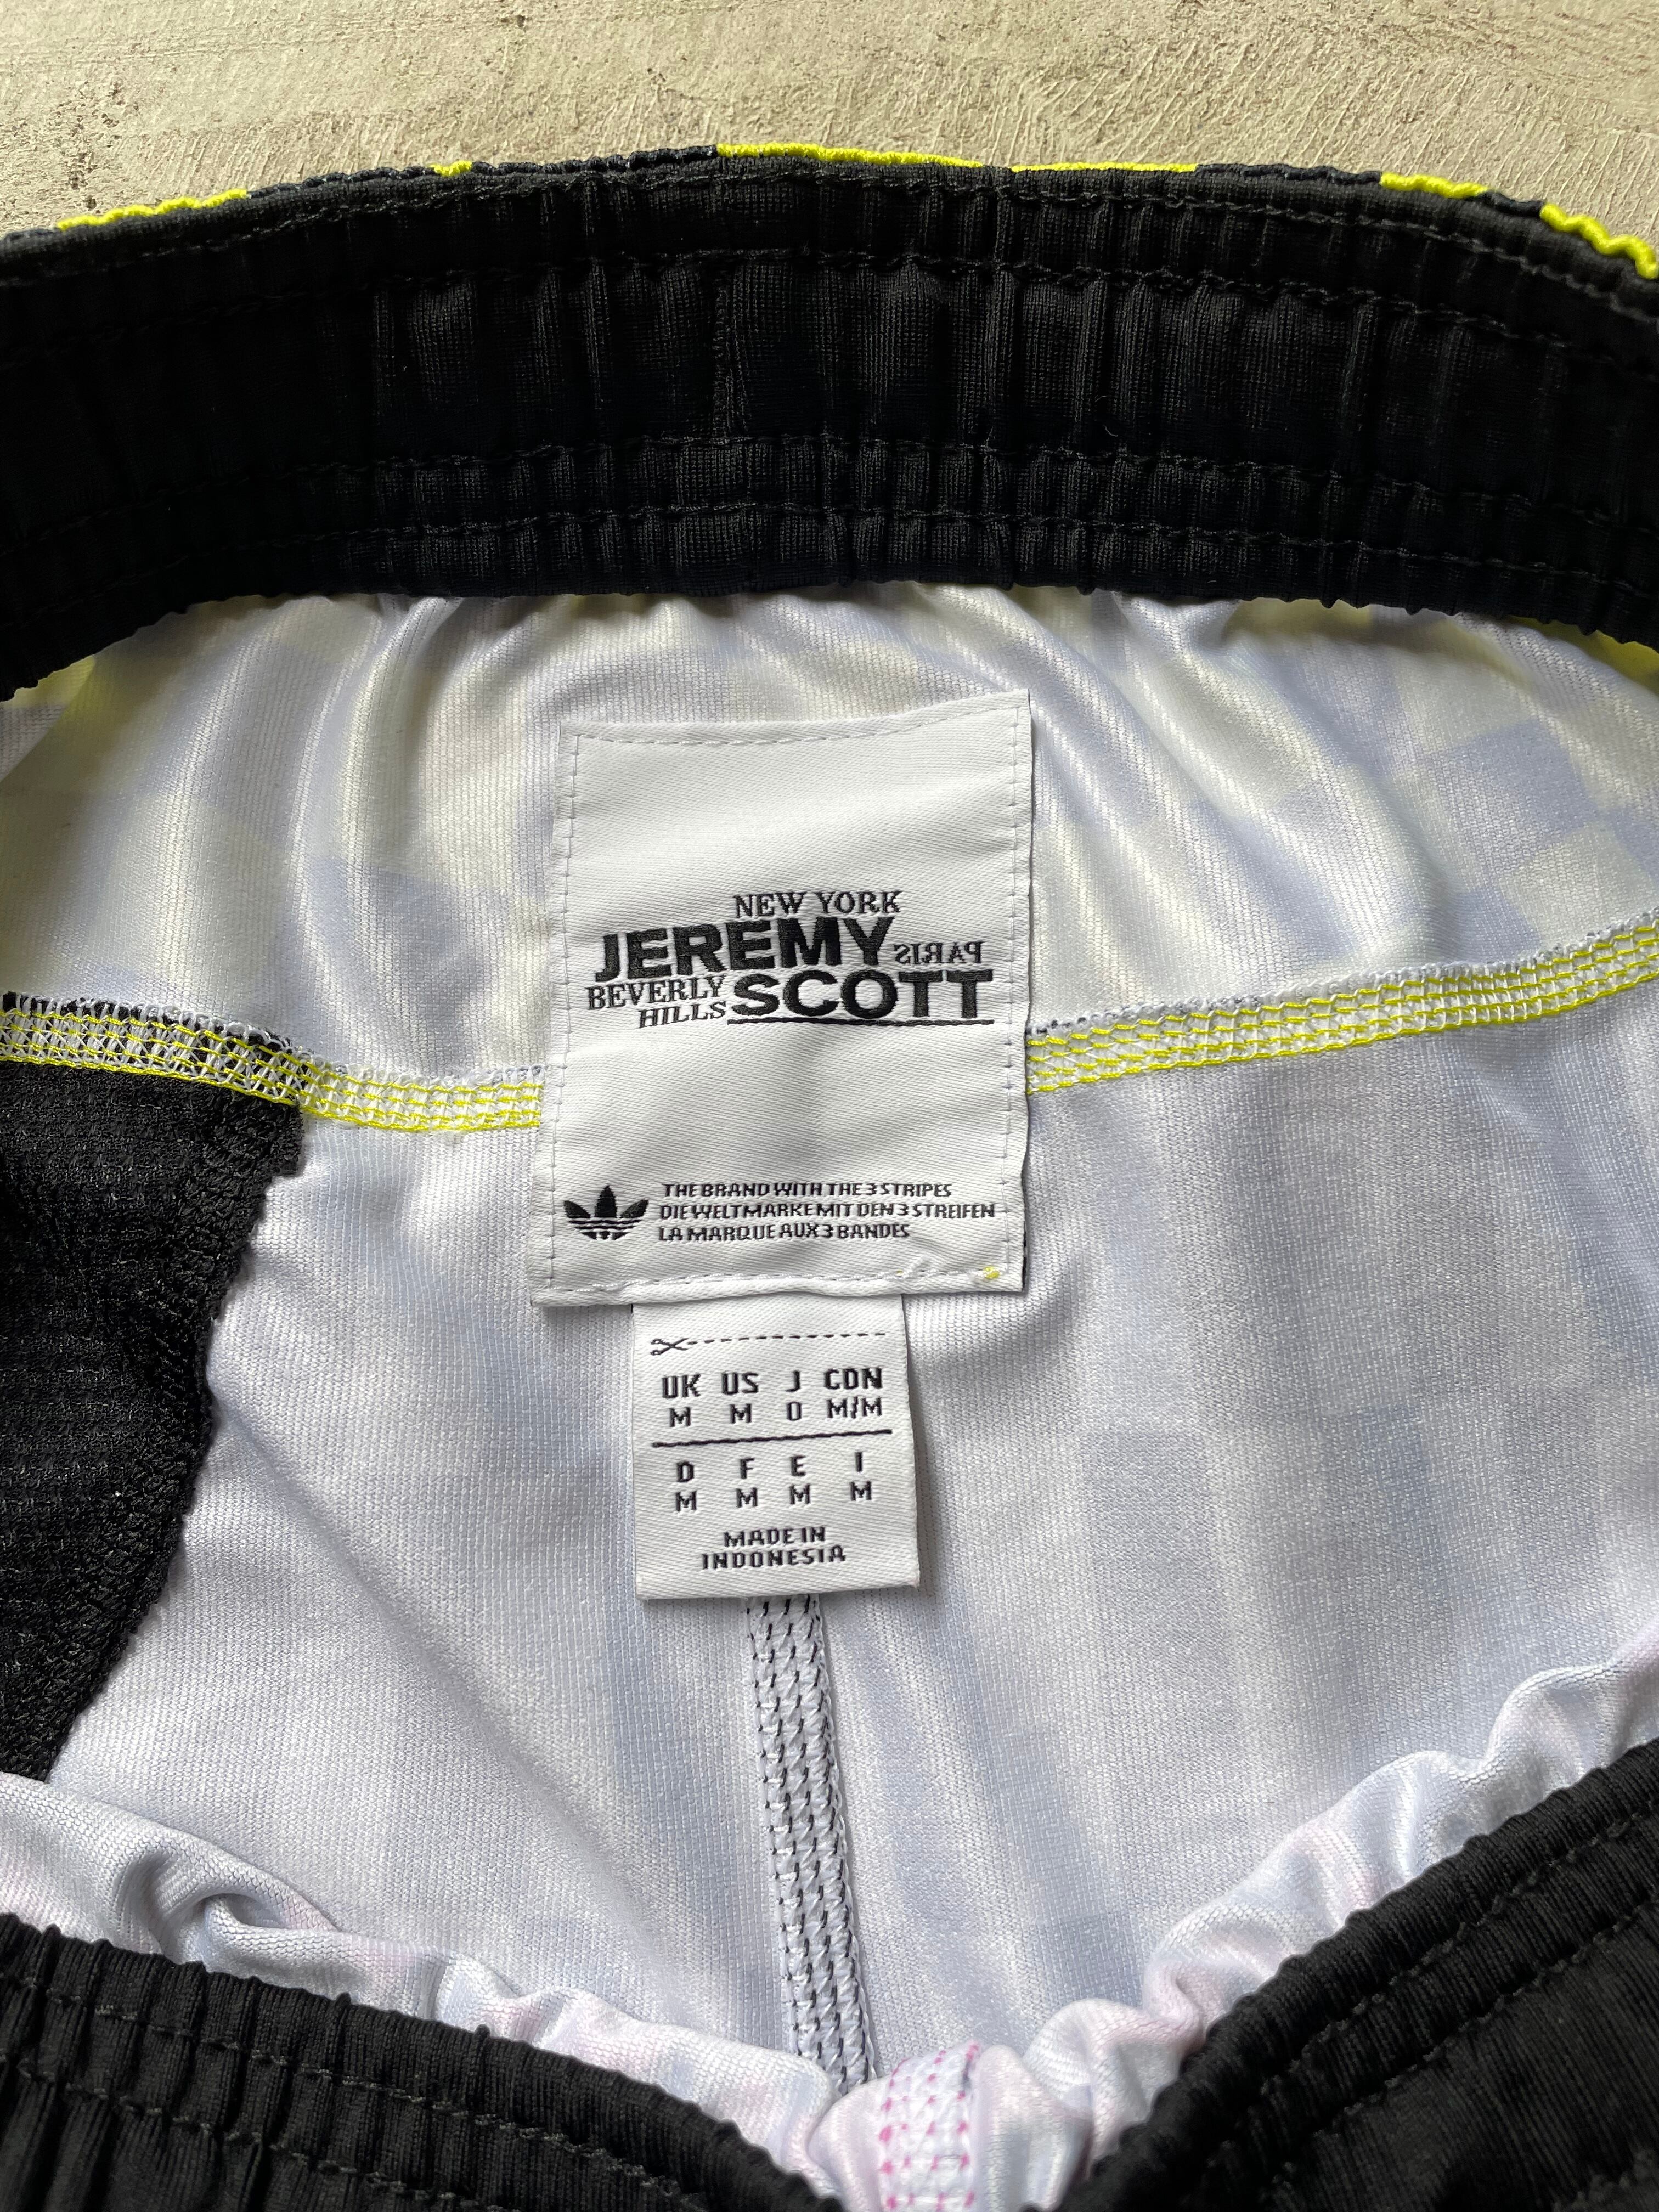 NEW YORK
JEREMY PARIS
BEVERLY SCOTT
HILLS
THE BRAND WITH THE 3 STRIPES
DIE WELTMARKE MIT DEN 3 STREIFEN
LA MARQUE AUX 3 BANDES
UK US J CDN
M M O M/M
D F E I
M M M M
MADE IN
INDONESIA